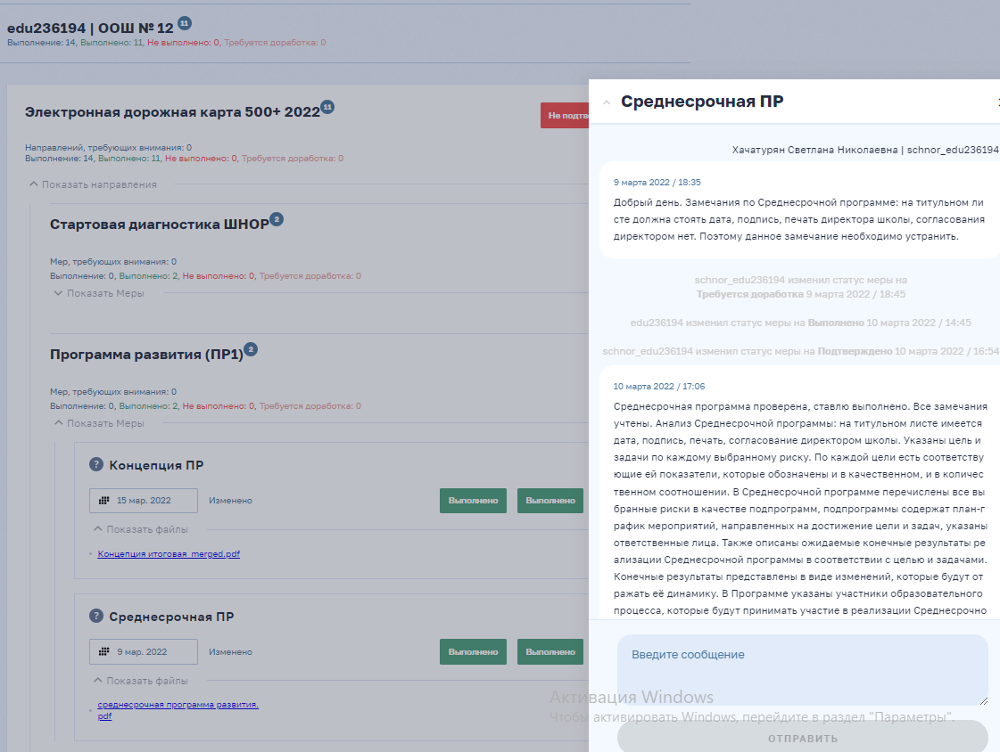 edu236194 | ООШ № 12 11
Выполнение: 14, Выполнено: 11, Не выполнено: 0, Требуется доработка: 0
Электронная дорожная карта 500+ 2022 11
Не подтв
Направлений, требующих внимания: 0
Выполнение: 14, Выполнено: 11, Не выполнено: 0, Требуется доработка: 0
Показать направления
Стартовая диагностика ШНОР 2
Мер, требующих внимания: 0
Выполнение: 0, Выполнено: 2, Не выполнено: 0, Требуется доработка: 0
Показать Меры
Программа развития (ПР1) 2
Мер, требующих внимания: 0
Выполнение: 0, Выполнено: 2, Не выполнено: 0, Требуется доработка: 0
Показать Меры
? Концепция ПР
15 мар. 2022 Изменено Выполнено Выполнено
Показать файлы
Концепция итоговая_merged.pdf
? Среднесрочная ПР
9 мар. 2022 Изменено Выполнено Выполнено
Показать файлы
среднесрочная программа развития.
pdf
Среднесрочная ПР
Хачатурян Светлана Николаевна | schnor_edu236194
9 марта 2022 / 18:35
Добрый день. Замечания по Среднесрочной программе: на титульном ли
сте должна стоять дата, подпись, печать директора школы, согласования
директором нет. Поэтому данное замечание необходимо устранить.
schnor_edu236194 изменил статус меры на
Требуется доработка 9 марта 2022 / 18:45
edu236194 изменил статус меры на Выполнено 10 марта 2022 / 14:45
schnor_edu236194 изменил статус меры на Подтверждено 10 марта 2022 / 16:54
10 марта 2022 / 17:06
Среднесрочная программа проверена, ставлю выполнено. Все замечания
учтены. Анализ Среднесрочной программы: на титульном листе имеется
дата, подпись, печать, согласование директором школы. Указаны цель и
задачи по каждому выбранному риску. По каждой цели есть соответству
ющие ей показатели, которые обозначены и в качественном, и в количес
твенном соотношении. В Среднесрочной программе перечислены все вы
бранные риски в качестве подпрограмм, подпрограммы содержат план-г
рафик мероприятий, направленных на достижение цели и задач, указаны
ответственные лица. Также описаны ожидаемые конечные результаты ре
ализации Среднесрочной программы в соответствии с целью и задачами.
Конечные результаты представлены в виде изменений, которые будут от
ражать её динамику. В Программе указаны участники образовательного
процесса, которые будут принимать участие в реализации Среднесрочно
Введите сообщение
Активация Windows
Чтобы активировать Windows, перейдите в раздел "Параметры".
ОТПРАВИТЬ